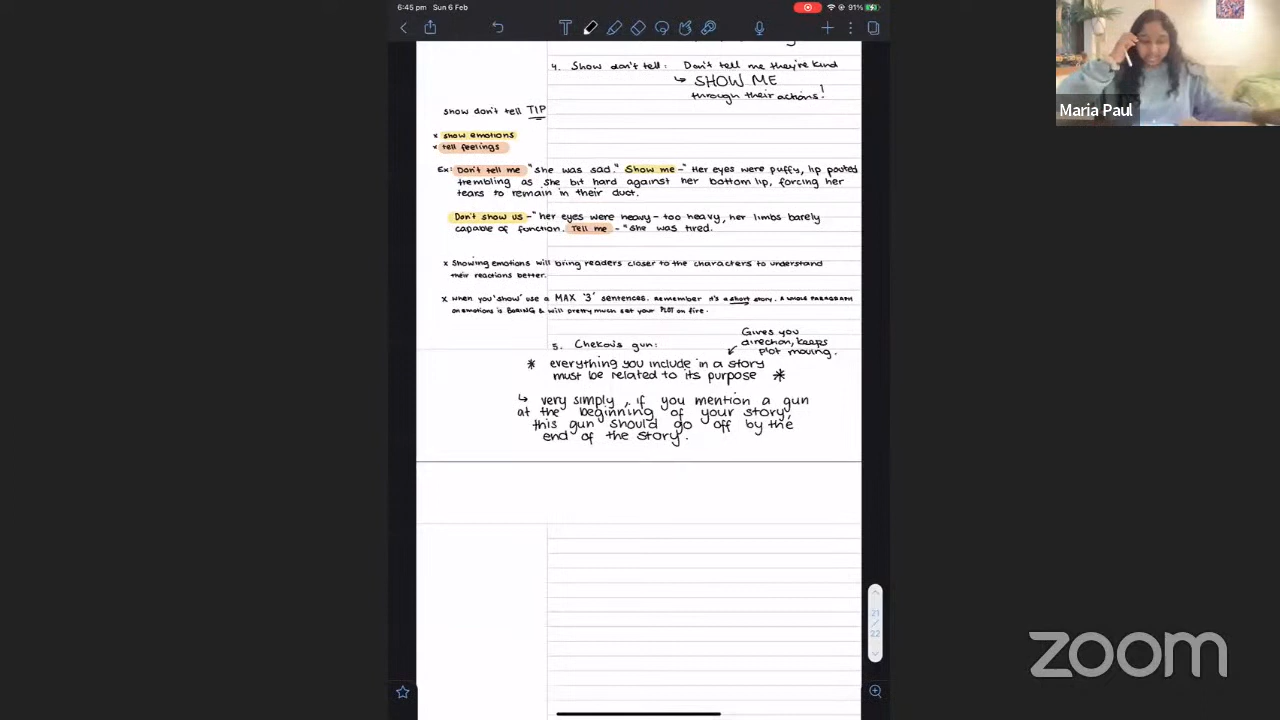 6:45 pm Sun 6 Feb
91%
4. Show don't tell: Don't tell me they're kind
↳ SHOW ME
through their actions!
show don't tell TIP
x show emotions
x tell feelings
Ex: Don't tell me "she was sad." Show me - "Her eyes were puffy, lip pouted
trembling as she bit hard against her bottom lip, forcing her
tears to remain in their duct.
Don't show us - "her eyes were heavy - too heavy, her limbs barely
capable of function. Tell me - "she was tired.
x Showing emotions will bring readers closer to the characters to understand
their reactions better.
x When you 'show' use a MAX '3' sentences. Remember it's a short story. A WHOLE PARAGRAPH
on emotions is BORING & will pretty much set your PLOT on fire.
5. Chekov's gun:
Gives you
direction, keeps
plot moving.
* everything you include in a story
must be related to its purpose *
↳ very simply, if you mention a gun
at the beginning of your story,
this gun should go off by the
end of the story.
21
/
22
Maria Paul
zoom